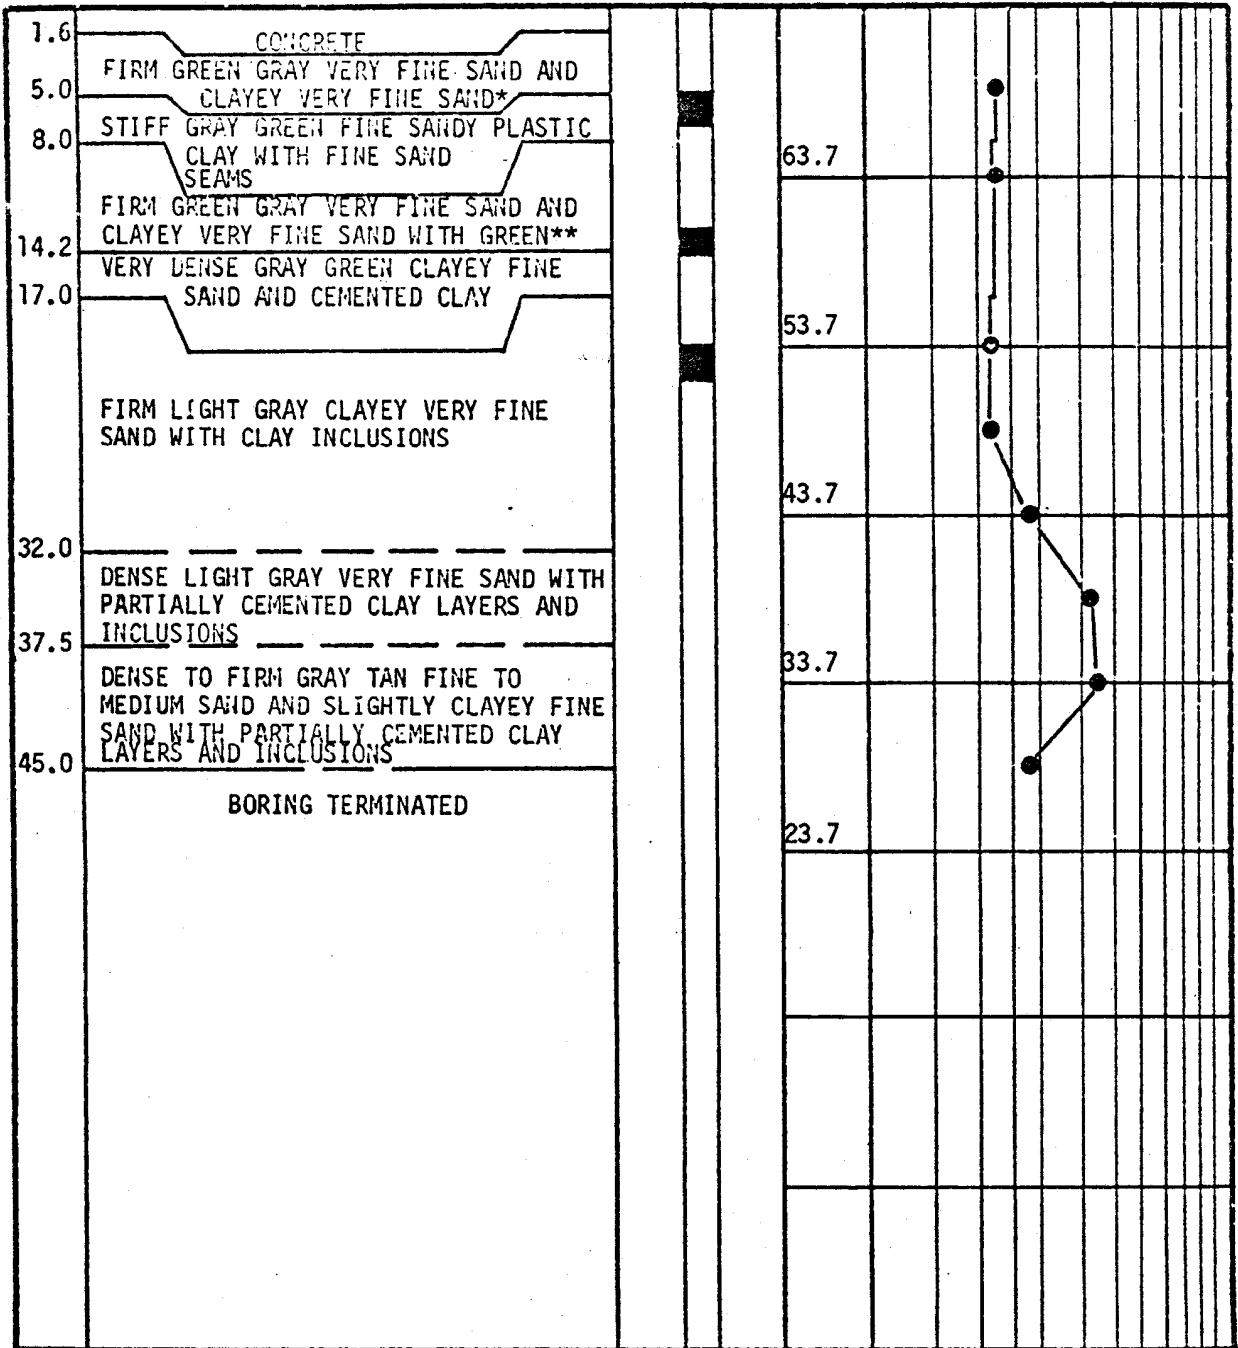 1.6
CONCRETE
FIRM GREEN GRAY VERY FINE SAND AND
5.0
CLAYEY VERY FINE SAND*
STIFF GRAY GREEN FINE SANDY PLASTIC
8.0
CLAY WITH FINE SAND
SEAMS
63.7
FIRM GREEN GRAY VERY FINE SAND AND
CLAYEY VERY FINE SAND WITH GREEN**
14.2
VERY DENSE GRAY GREEN CLAYEY FINE
17.0
SAND AND CEMENTED CLAY
53.7
FIRM LIGHT GRAY CLAYEY VERY FINE
SAND WITH CLAY INCLUSIONS
43.7
32.0
DENSE LIGHT GRAY VERY FINE SAND WITH
PARTIALLY CEMENTED CLAY LAYERS AND
INCLUSIONS
37.5
33.7
DENSE TO FIRM GRAY TAN FINE TO
MEDIUM SAND AND SLIGHTLY CLAYEY FINE
SAND WITH PARTIALLY CEMENTED CLAY
LAYERS AND INCLUSIONS
45.0
BORING TERMINATED
23.7